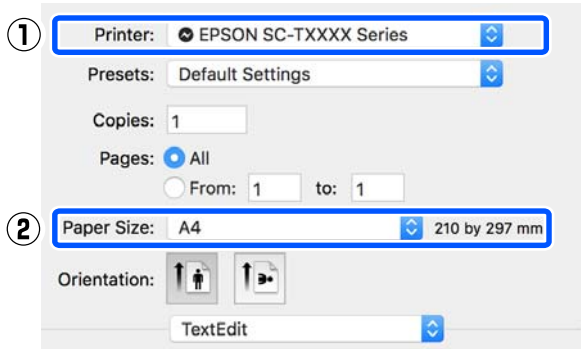 ① Printer: EPSON SC-TXXXX Series
Presets: Default Settings
Copies: 1
Pages: All
From: 1 to: 1
② Paper Size: A4 210 by 297 mm
Orientation:
TextEdit